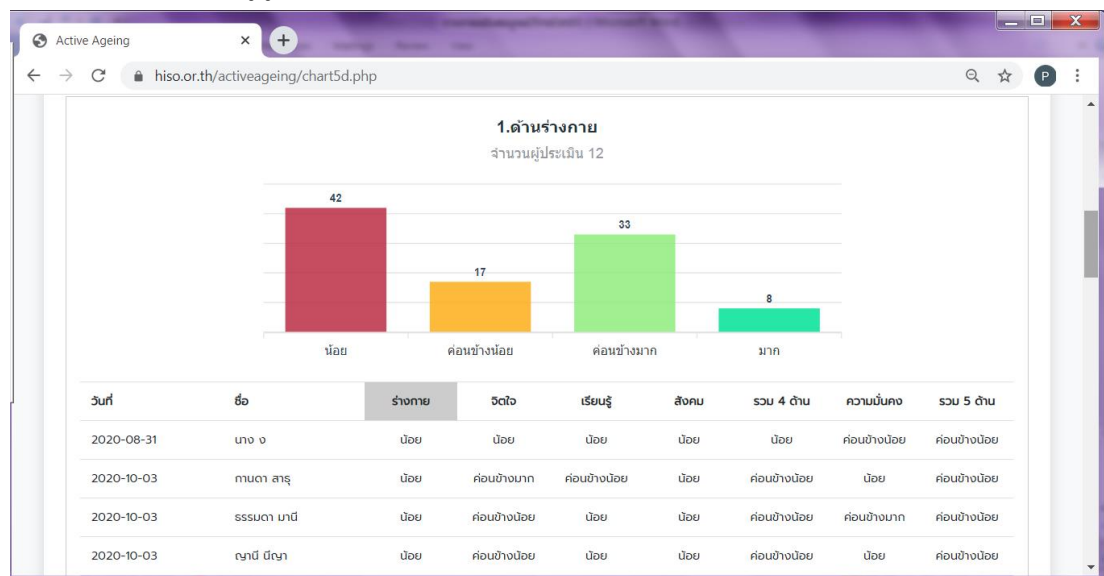 Active Ageing
hiso.or.th/activeageing/chart5d.php
P
1.ด้านร่างกาย
จำนวนผู้ประเมิน 12
42
17
33
8
น้อย ค่อนข้างน้อย ค่อนข้างมาก มาก
วันที่ ชื่อ ร่างกาย จิตใจ เรียนรู้ สังคม รวม 4 ด้าน ความมั่นคง รวม 5 ด้าน
2020-08-31 นาง ง น้อย น้อย น้อย น้อย น้อย ค่อนข้างน้อย ค่อนข้างน้อย
2020-10-03 กานดา สาธุ น้อย ค่อนข้างมาก ค่อนข้างน้อย น้อย ค่อนข้างน้อย น้อย ค่อนข้างน้อย
2020-10-03 ธรรมดา มานี น้อย ค่อนข้างน้อย น้อย น้อย ค่อนข้างน้อย ค่อนข้างมาก ค่อนข้างน้อย
2020-10-03 ญานี นีญา น้อย ค่อนข้างน้อย น้อย น้อย ค่อนข้างน้อย น้อย ค่อนข้างน้อย